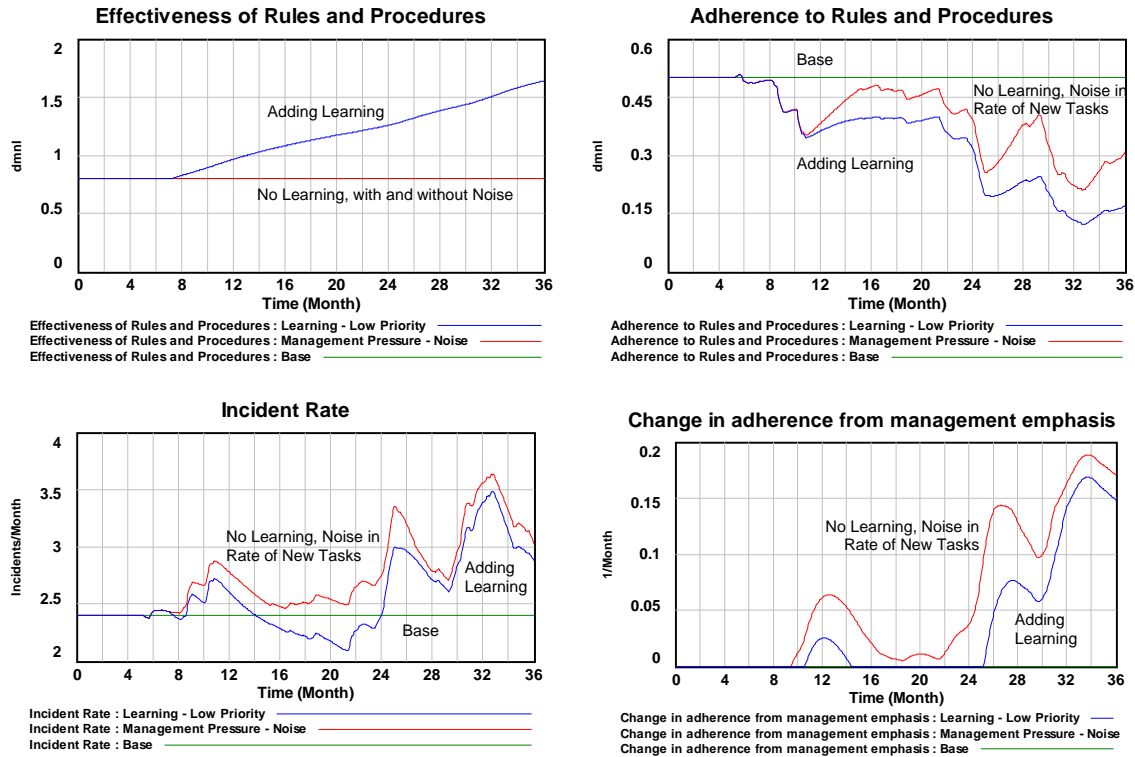 Effectiveness of Rules and Procedures
2
1.5
1
0.5
0
dmnl
Adding Learning
No Learning, with and without Noise
0 4 8 12 16 20 24 28 32 36
Time (Month)
Effectiveness of Rules and Procedures : Learning - Low Priority
Effectiveness of Rules and Procedures : Management Pressure - Noise
Effectiveness of Rules and Procedures : Base
Adherence to Rules and Procedures
0.6
0.45
0.3
0.15
0
dmnl
Base
No Learning, Noise in
Rate of New Tasks
Adding Learning
0 4 8 12 16 20 24 28 32 36
Time (Month)
Adherence to Rules and Procedures : Learning - Low Priority
Adherence to Rules and Procedures : Management Pressure - Noise
Adherence to Rules and Procedures : Base
Incident Rate
4
3.5
3
2.5
2
Incidents/Month
No Learning, Noise in
Rate of New Tasks
Adding
Learning
Base
0 4 8 12 16 20 24 28 32 36
Time (Month)
Incident Rate : Learning - Low Priority
Incident Rate : Management Pressure - Noise
Incident Rate : Base
Change in adherence from management emphasis
0.2
0.15
0.1
0.05
0
1/Month
No Learning, Noise in
Rate of New Tasks
Adding
Learning
0 4 8 12 16 20 24 28 32 36
Time (Month)
Change in adherence from management emphasis : Learning - Low Priority
Change in adherence from management emphasis : Management Pressure - Noise
Change in adherence from management emphasis : Base